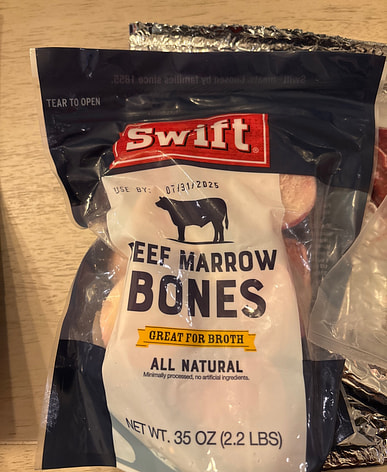 TEAR TO OPEN
Swift
USE BY: 07/31/2025
EEF MARROW
BONES
GREAT FOR BROTH
ALL NATURAL
Minimally processed, no artificial ingredients.
NET WT. 35 OZ (2.2 LBS)